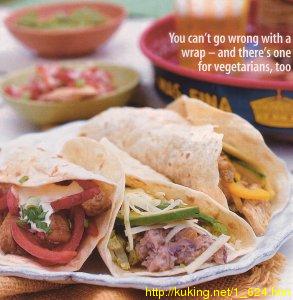 You can't go wrong with a
wrap – and there's one
for vegetarians, too
http://kuking.net/1_624.htm